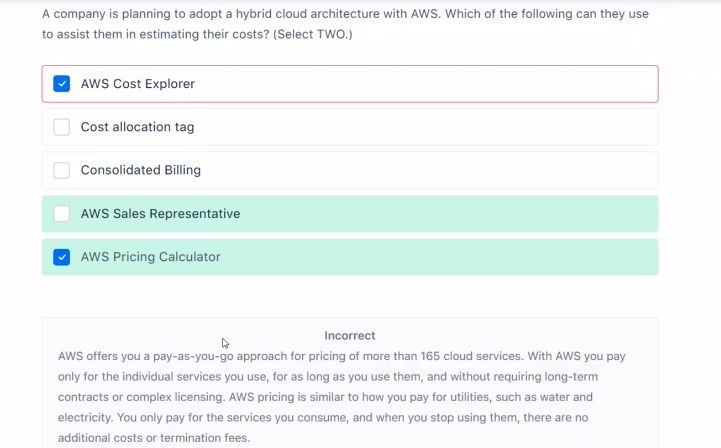 A company is planning to adopt a hybrid cloud architecture with AWS. Which of the following can they use
to assist them in estimating their costs? (Select TWO.)
AWS Cost Explorer
Cost allocation tag
Consolidated Billing
AWS Sales Representative
AWS Pricing Calculator
Incorrect
AWS offers you a pay-as-you-go approach for pricing of more than 165 cloud services. With AWS you pay
only for the individual services you use, for as long as you use them, and without requiring long-term
contracts or complex licensing. AWS pricing is similar to how you pay for utilities, such as water and
electricity. You only pay for the services you consume, and when you stop using them, there are no
additional costs or termination fees.